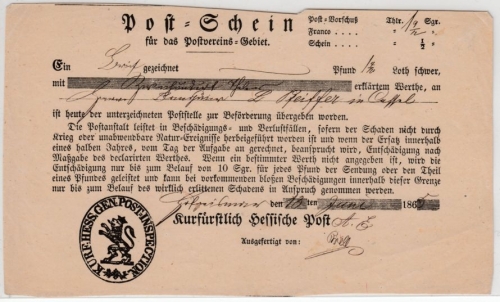 Post-Schein
für das Postvereins-Gebiet.
Post-Vorschuß Thlr. Sgr.
Franco
Schein ½
Ein Brief gezeichnet Pfund Loth schwer,
mit erklärtem Werthe, an
Pfeiffer in Cassel
ist heute der unterzeichneten Poststelle zur Beförderung übergeben worden.
Die Postanstalt leistet in Beschädigungs- und Verlustfällen, sofern der Schaden nicht durch
Krieg oder unabwendbare Natur-Ereignisse herbeigeführt worden ist und wenn der Ersatz innerhalb
eines halben Jahres, vom Tag der Aufgabe an gerechnet, beansprucht wird, Entschädigung nach
Maßgabe des declarirten Werthes. Wenn ein bestimmter Werth nicht angegeben ist, wird die
Entschädigung nur bis zum Belauf von 10 Sgr. für jedes Pfund der Sendung oder den Theil
eines Pfundes geleistet und kann bei vorkommenden bloßen Beschädigungen innerhalb dieser Grenze
nur bis zum Belauf des wirklich erlittenen Schadens in Anspruch genommen werden.
den ten Juni 186
Kurfürstlich Hessische Post
Ausgefertigt von:
KURF. HESS. GEN. POST-INSPECTION